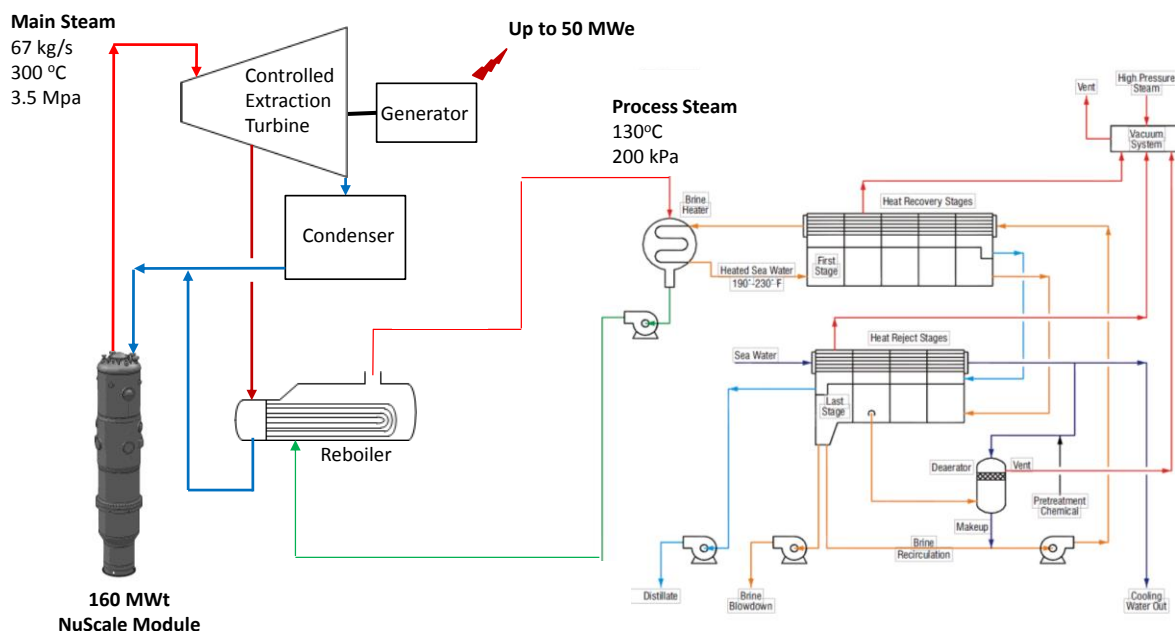 Main Steam
67 kg/s
300 ºC
3.5 Mpa
Controlled
Extraction
Turbine
Generator
Up to 50 MWe
Condenser
Reboiler
160 MWt
NuScale Module
Process Steam
130ºC
200 kPa
Vent
High Pressure
Steam
Vacuum
System
Brine
Heater
Heat Recovery Stages
First
Stage
Heated Sea Water
190˚-230˚ F
Heat Reject Stages
Sea Water
Last
Stage
Deaerator
Vent
Pretreatment
Chemical
Makeup
Brine
Recirculation
Distillate
Brine
Blowdown
Cooling
Water Out